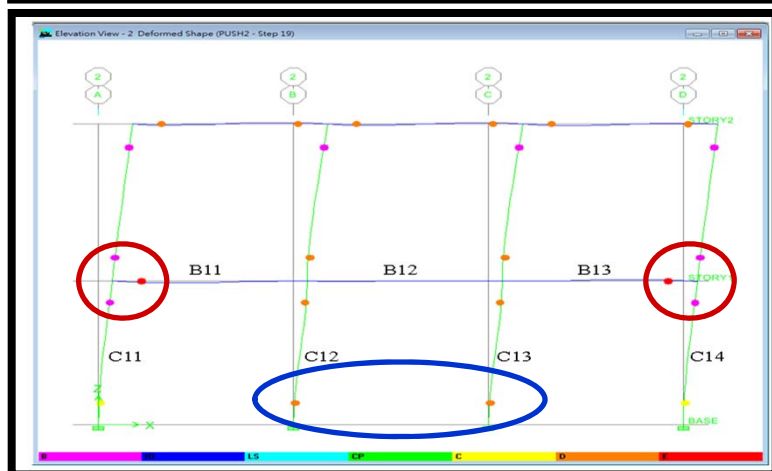 Elevation View - 2 Deformed Shape (PUSH2 - Step 19)
2 2 2 2
A B C D
STORY2
B11 B12 B13
STORY1
C11 C12 C13 C14
Z
X
BASE
B IO LS CP C D E